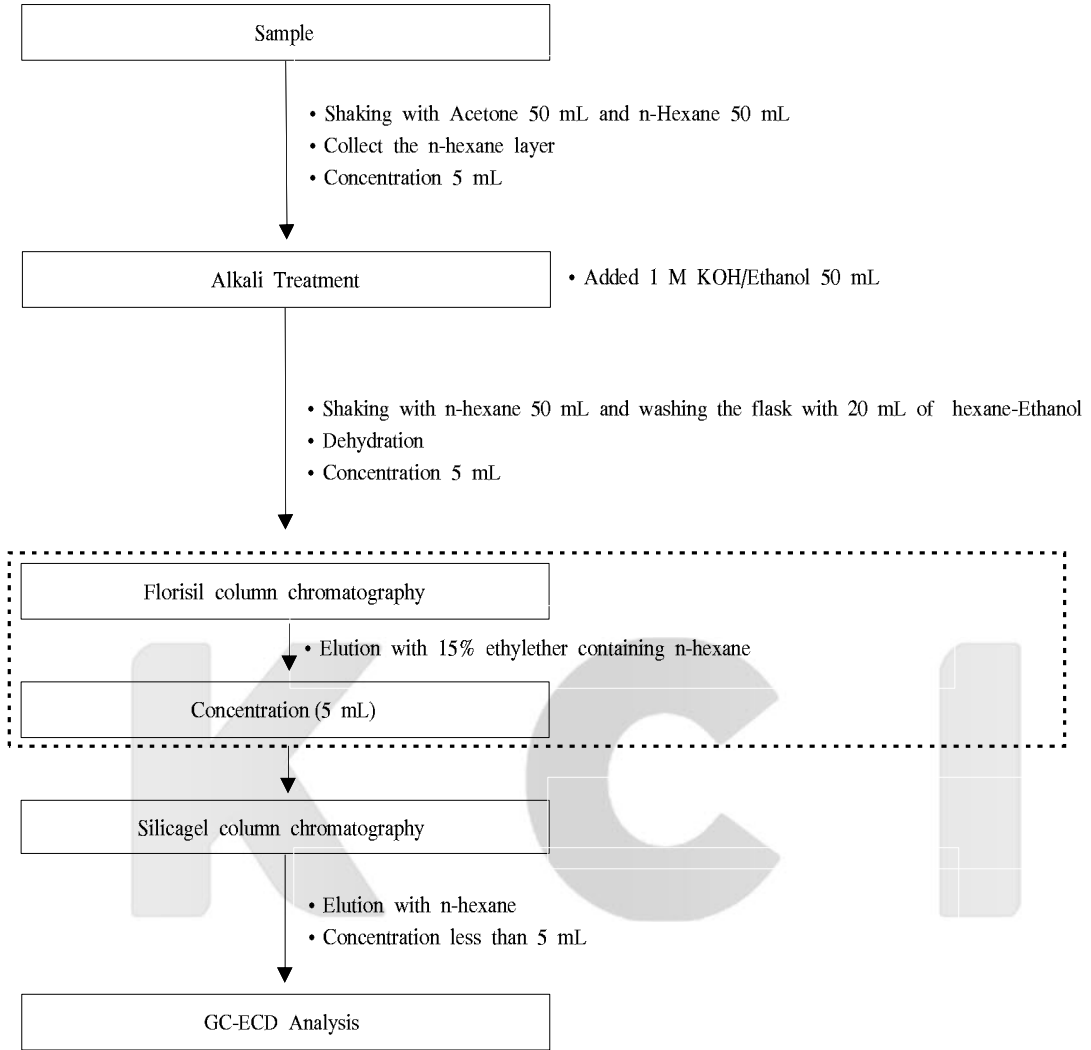 Sample
• Shaking with Acetone 50 mL and n-Hexane 50 mL
• Collect the n-hexane layer
• Concentration 5 mL
Alkali Treatment
• Added 1 M KOH/Ethanol 50 mL
• Shaking with n-hexane 50 mL and washing the flask with 20 mL of hexane-Ethanol
• Dehydration
• Concentration 5 mL
Florisil column chromatography
• Elution with 15% ethylether containing n-hexane
Concentration (5 mL)
Silicagel column chromatography
• Elution with n-hexane
• Concentration less than 5 mL
GC-ECD Analysis
KCI